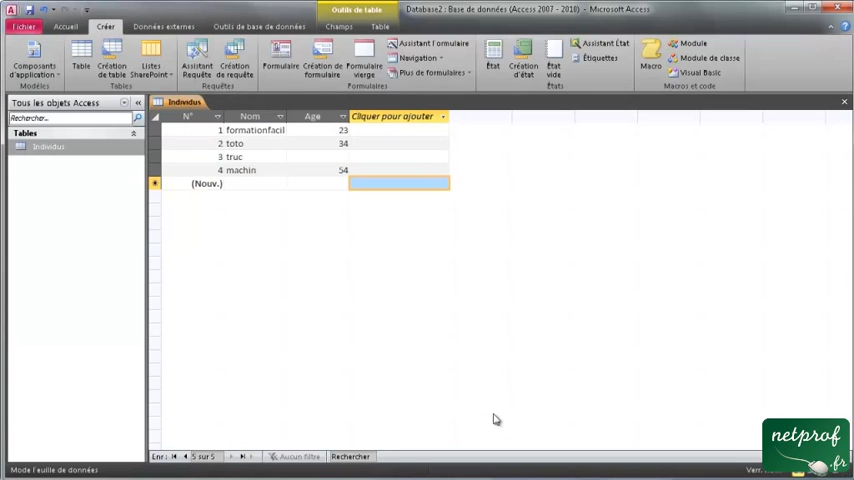 Outils de table
Database2 : Base de données (Access 2007 - 2010) - Microsoft Access
Fichier Accueil Créer Données externes Outils de base de données Champs Table
Composants d'application
Table
Création de table
Listes SharePoint
Assistant Requête
Création de requête
Formulaire
Création de formulaire
Formulaire vierge
Assistant Formulaire
Navigation
Plus de formulaires
État
Création d'état
État vide
Assistant État
Étiquettes
Macro
Module
Module de classe
Visual Basic
Modèles Tables Requêtes Formulaires États Macros et code
Tous les objets Access
Rechercher...
Tables
Individus
Individus
N° Nom Age Cliquer pour ajouter
1 formationfacil 23
2 toto 34
3 truc
4 machin 54
* (Nouv.)
Enr : 5 sur 5 Aucun filtre Rechercher
Mode Feuille de données
Verr.
netprof
.fr